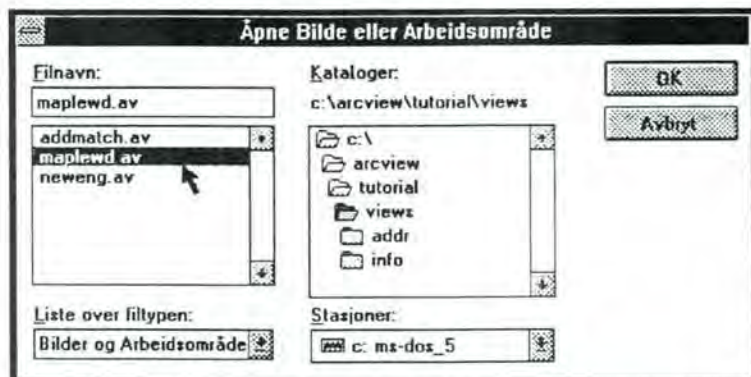 Åpne Bilde eller Arbeidsområde
Filnavn:
maplewd.av
addmatch.av
maplewd.av
neweng.av
Liste over filtypen:
Bilder og Arbeidsområde
Kataloger:
c:\arcview\tutorial\views
c:\
arcview
tutorial
views
addr
info
Stasjoner:
c: ms-dos_5
OK
Avbryt